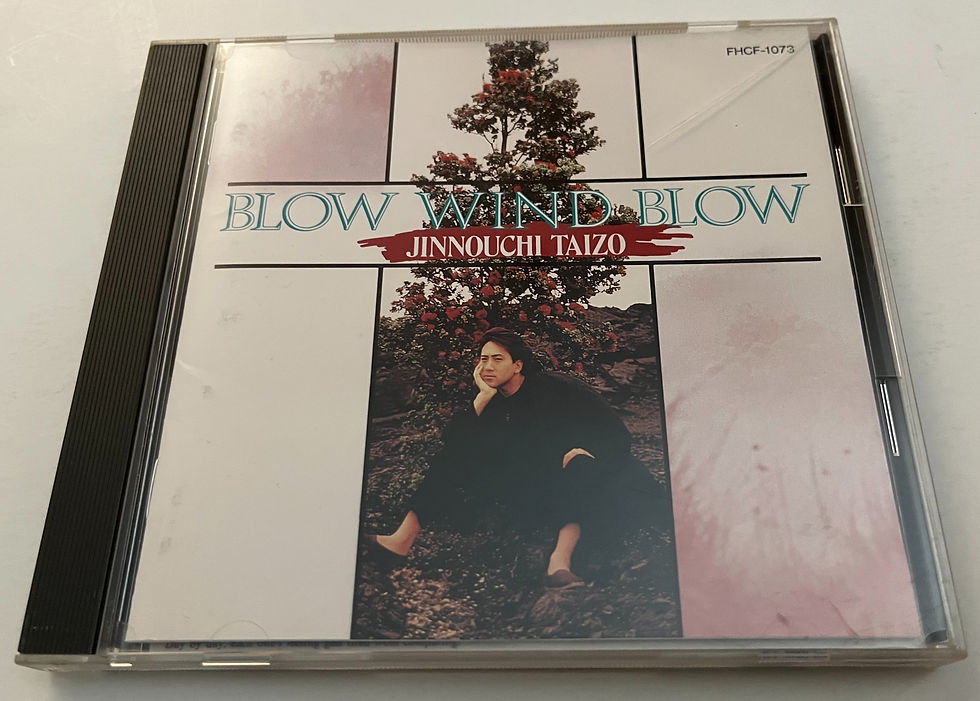 FHCF-1073
BLOW WIND BLOW
JINNOUCHI TAIZO